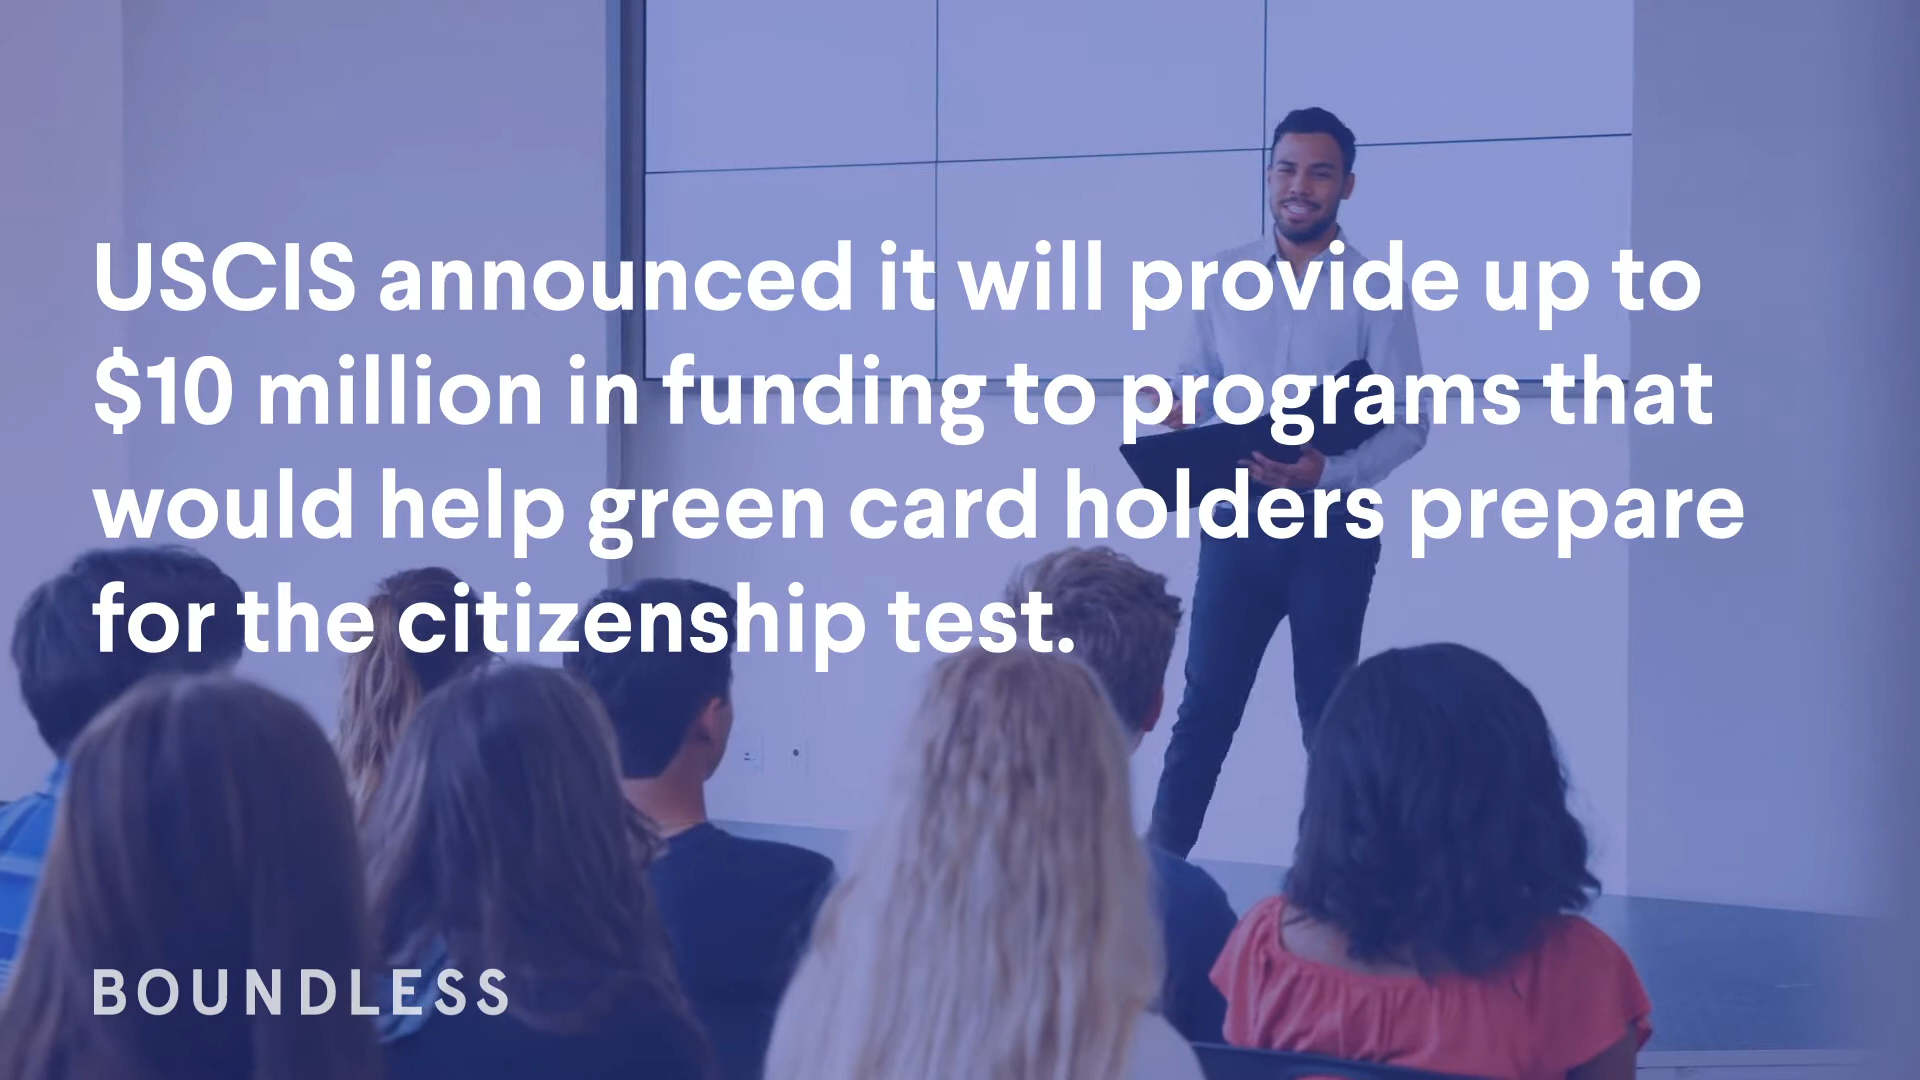 USCIS announced it will provide up to
$10 million in funding to programs that
would help green card holders prepare
for the citizenship test.
BOUNDLESS